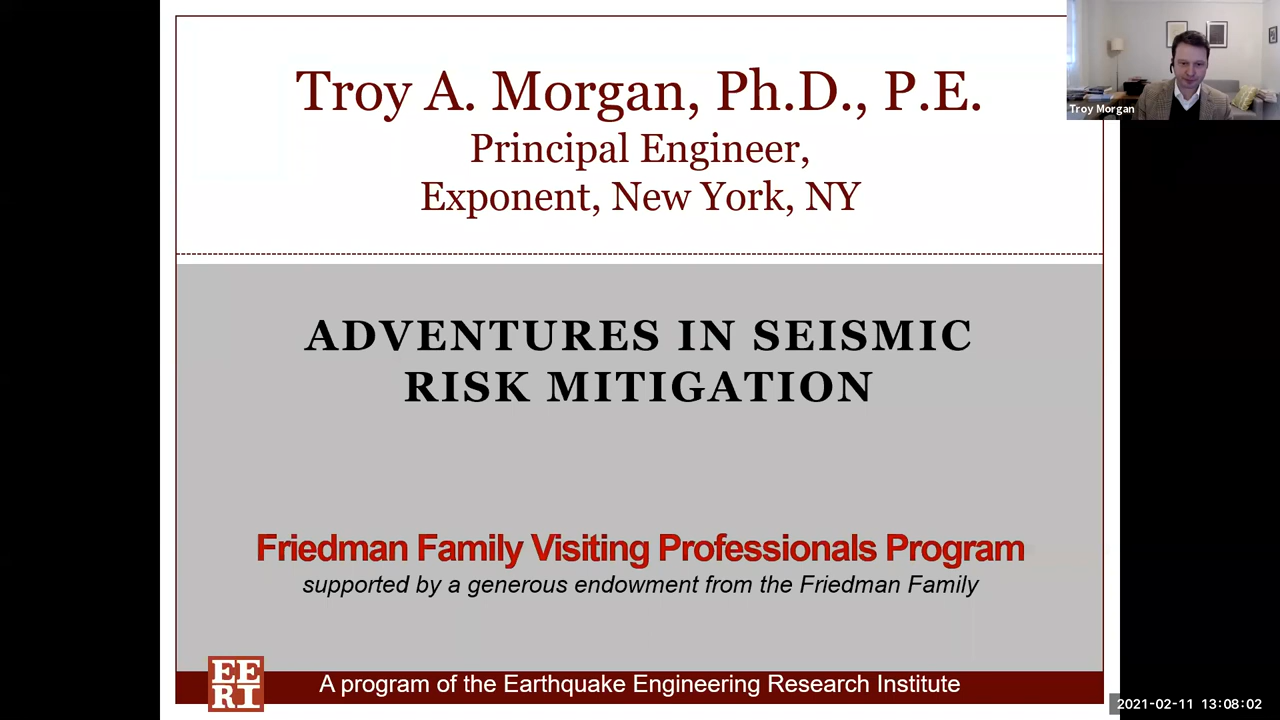 Troy A. Morgan, Ph.D., P.E.
Principal Engineer,
Exponent, New York, NY
Troy Morgan
ADVENTURES IN SEISMIC
RISK MITIGATION
Friedman Family Visiting Professionals Program
supported by a generous endowment from the Friedman Family
EE
RI
A program of the Earthquake Engineering Research Institute
2021-02-11 13:08:02